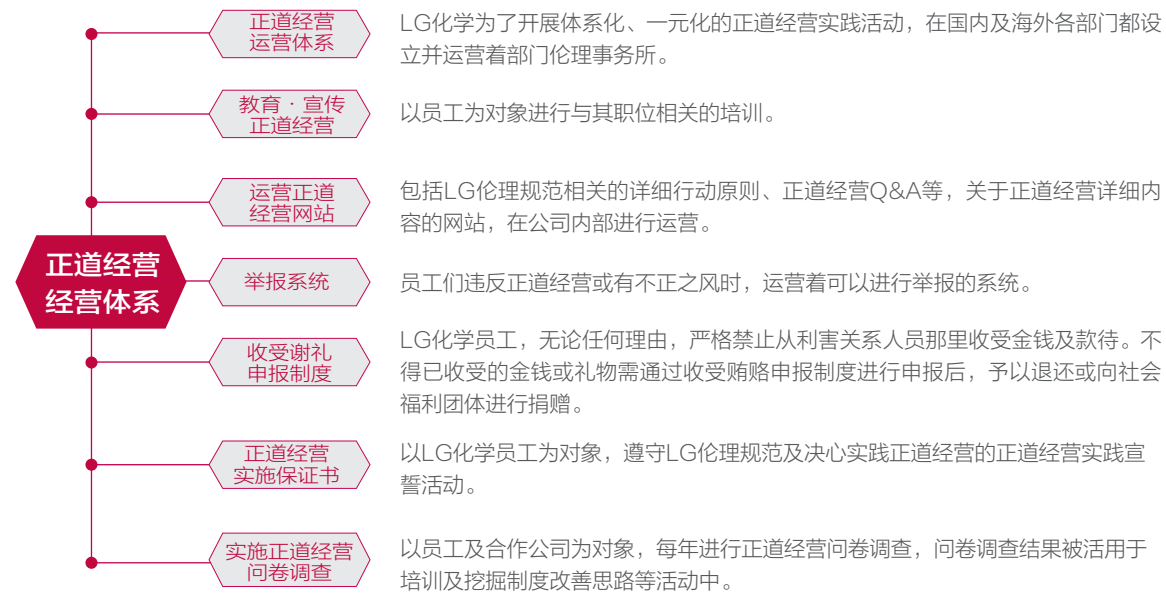 正道经营
运营体系
LG化学为了开展体系化、一元化的正道经营实践活动，在国内及海外各部门都设
立并运营着部门伦理事务所。
教育·宣传
正道经营
以员工为对象进行与其职位相关的培训。
运营正道
经营网站
包括LG伦理规范相关的详细行动原则、正道经营Q&A等，关于正道经营详细内
容的网站，在公司内部进行运营。
正道经营
经营体系
举报系统
员工们违反正道经营或有不正之风时，运营着可以进行举报的系统。
收受谢礼
申报制度
LG化学员工，无论任何理由，严格禁止从利害关系人员那里收受金钱及款待。不
得已收受的金钱或礼物需通过收受贿赂申报制度进行申报后，予以退还或向社会
福利团体进行捐赠。
正道经营
实施保证书
以LG化学员工为对象，遵守LG伦理规范及决心实践正道经营的正道经营实践宣
誓活动。
实施正道经营
问卷调查
以员工及合作公司为对象，每年进行正道经营问卷调查，问卷调查结果被活用于
培训及挖掘制度改善思路等活动中。